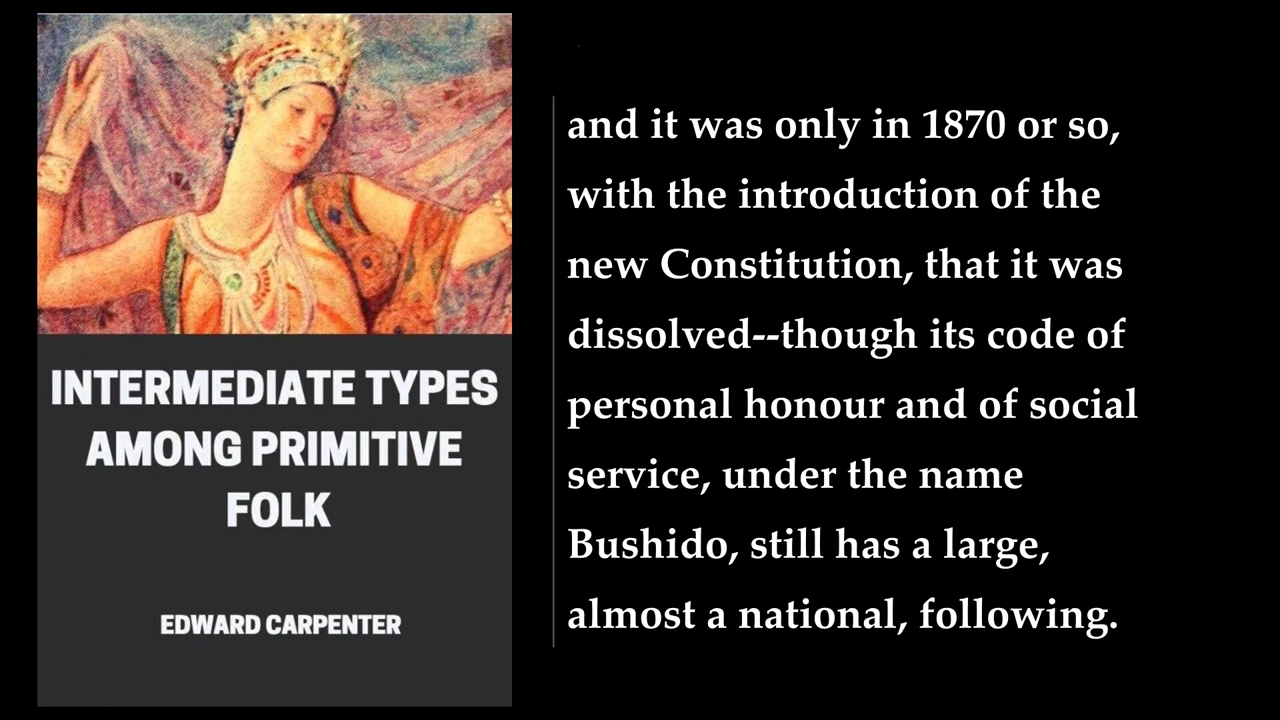 INTERMEDIATE TYPES
AMONG PRIMITIVE
FOLK
EDWARD CARPENTER
and it was only in 1870 or so,
with the introduction of the
new Constitution, that it was
dissolved--though its code of
personal honour and of social
service, under the name
Bushido, still has a large,
almost a national, following.